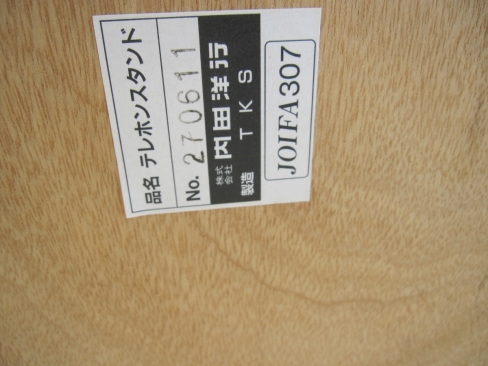 品名 テレホンスタンド
No. 270611
株式会社 内田洋行
製造 TKS
JOIFA307